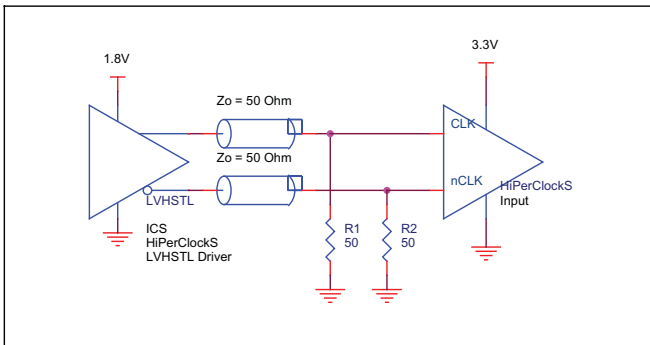 1.8V
3.3V
Zo = 50 Ohm
CLK
Zo = 50 Ohm
nCLK
LVHSTL
HiPerClockS
Input
ICS
HiPerClockS
LVHSTL Driver
R1
50
R2
50